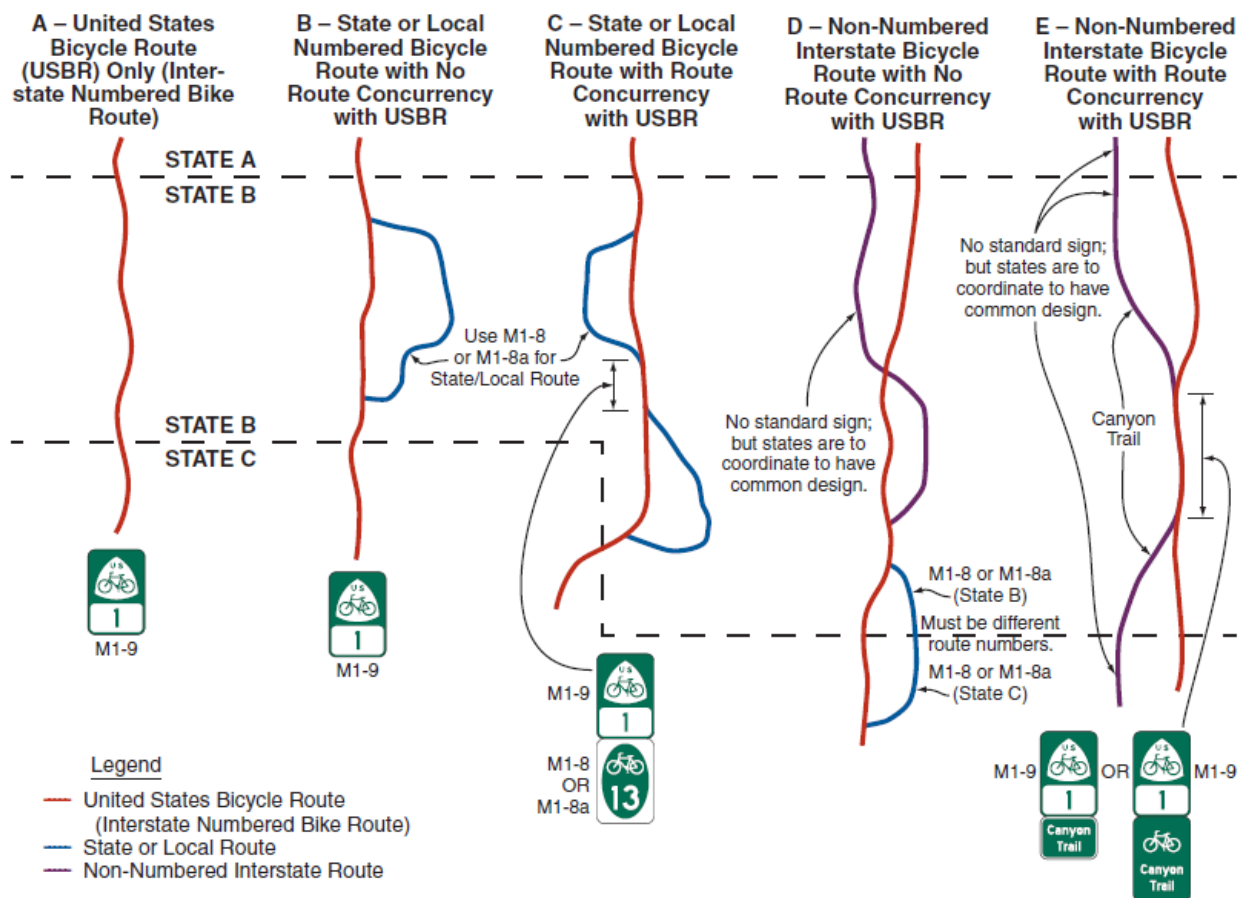 A – United States
Bicycle Route
(USBR) Only (Inter-
state Numbered Bike
Route)
B – State or Local
Numbered Bicycle
Route with No
Route Concurrency
with USBR
C – State or Local
Numbered Bicycle
Route with Route
Concurrency
with USBR
D – Non-Numbered
Interstate Bicycle
Route with No
Route Concurrency
with USBR
E – Non-Numbered
Interstate Bicycle
Route with Route
Concurrency
with USBR
STATE A
STATE B
STATE B
STATE C
Use M1-8
or M1-8a for
State/Local Route
No standard sign;
but states are to
coordinate to have
common design.
No standard sign;
but states are to
coordinate to have
common design.
Canyon
Trail
M1-8 or M1-8a
(State B)
Must be different
route numbers.
M1-8 or M1-8a
(State C)
US
1
M1-9
US
1
M1-9
M1-9
US
1
M1-8
OR
M1-8a
13
M1-9
US
1
Canyon
Trail
OR
US
1
Canyon
Trail
M1-9
Legend
United States Bicycle Route
(Interstate Numbered Bike Route)
State or Local Route
Non-Numbered Interstate Route